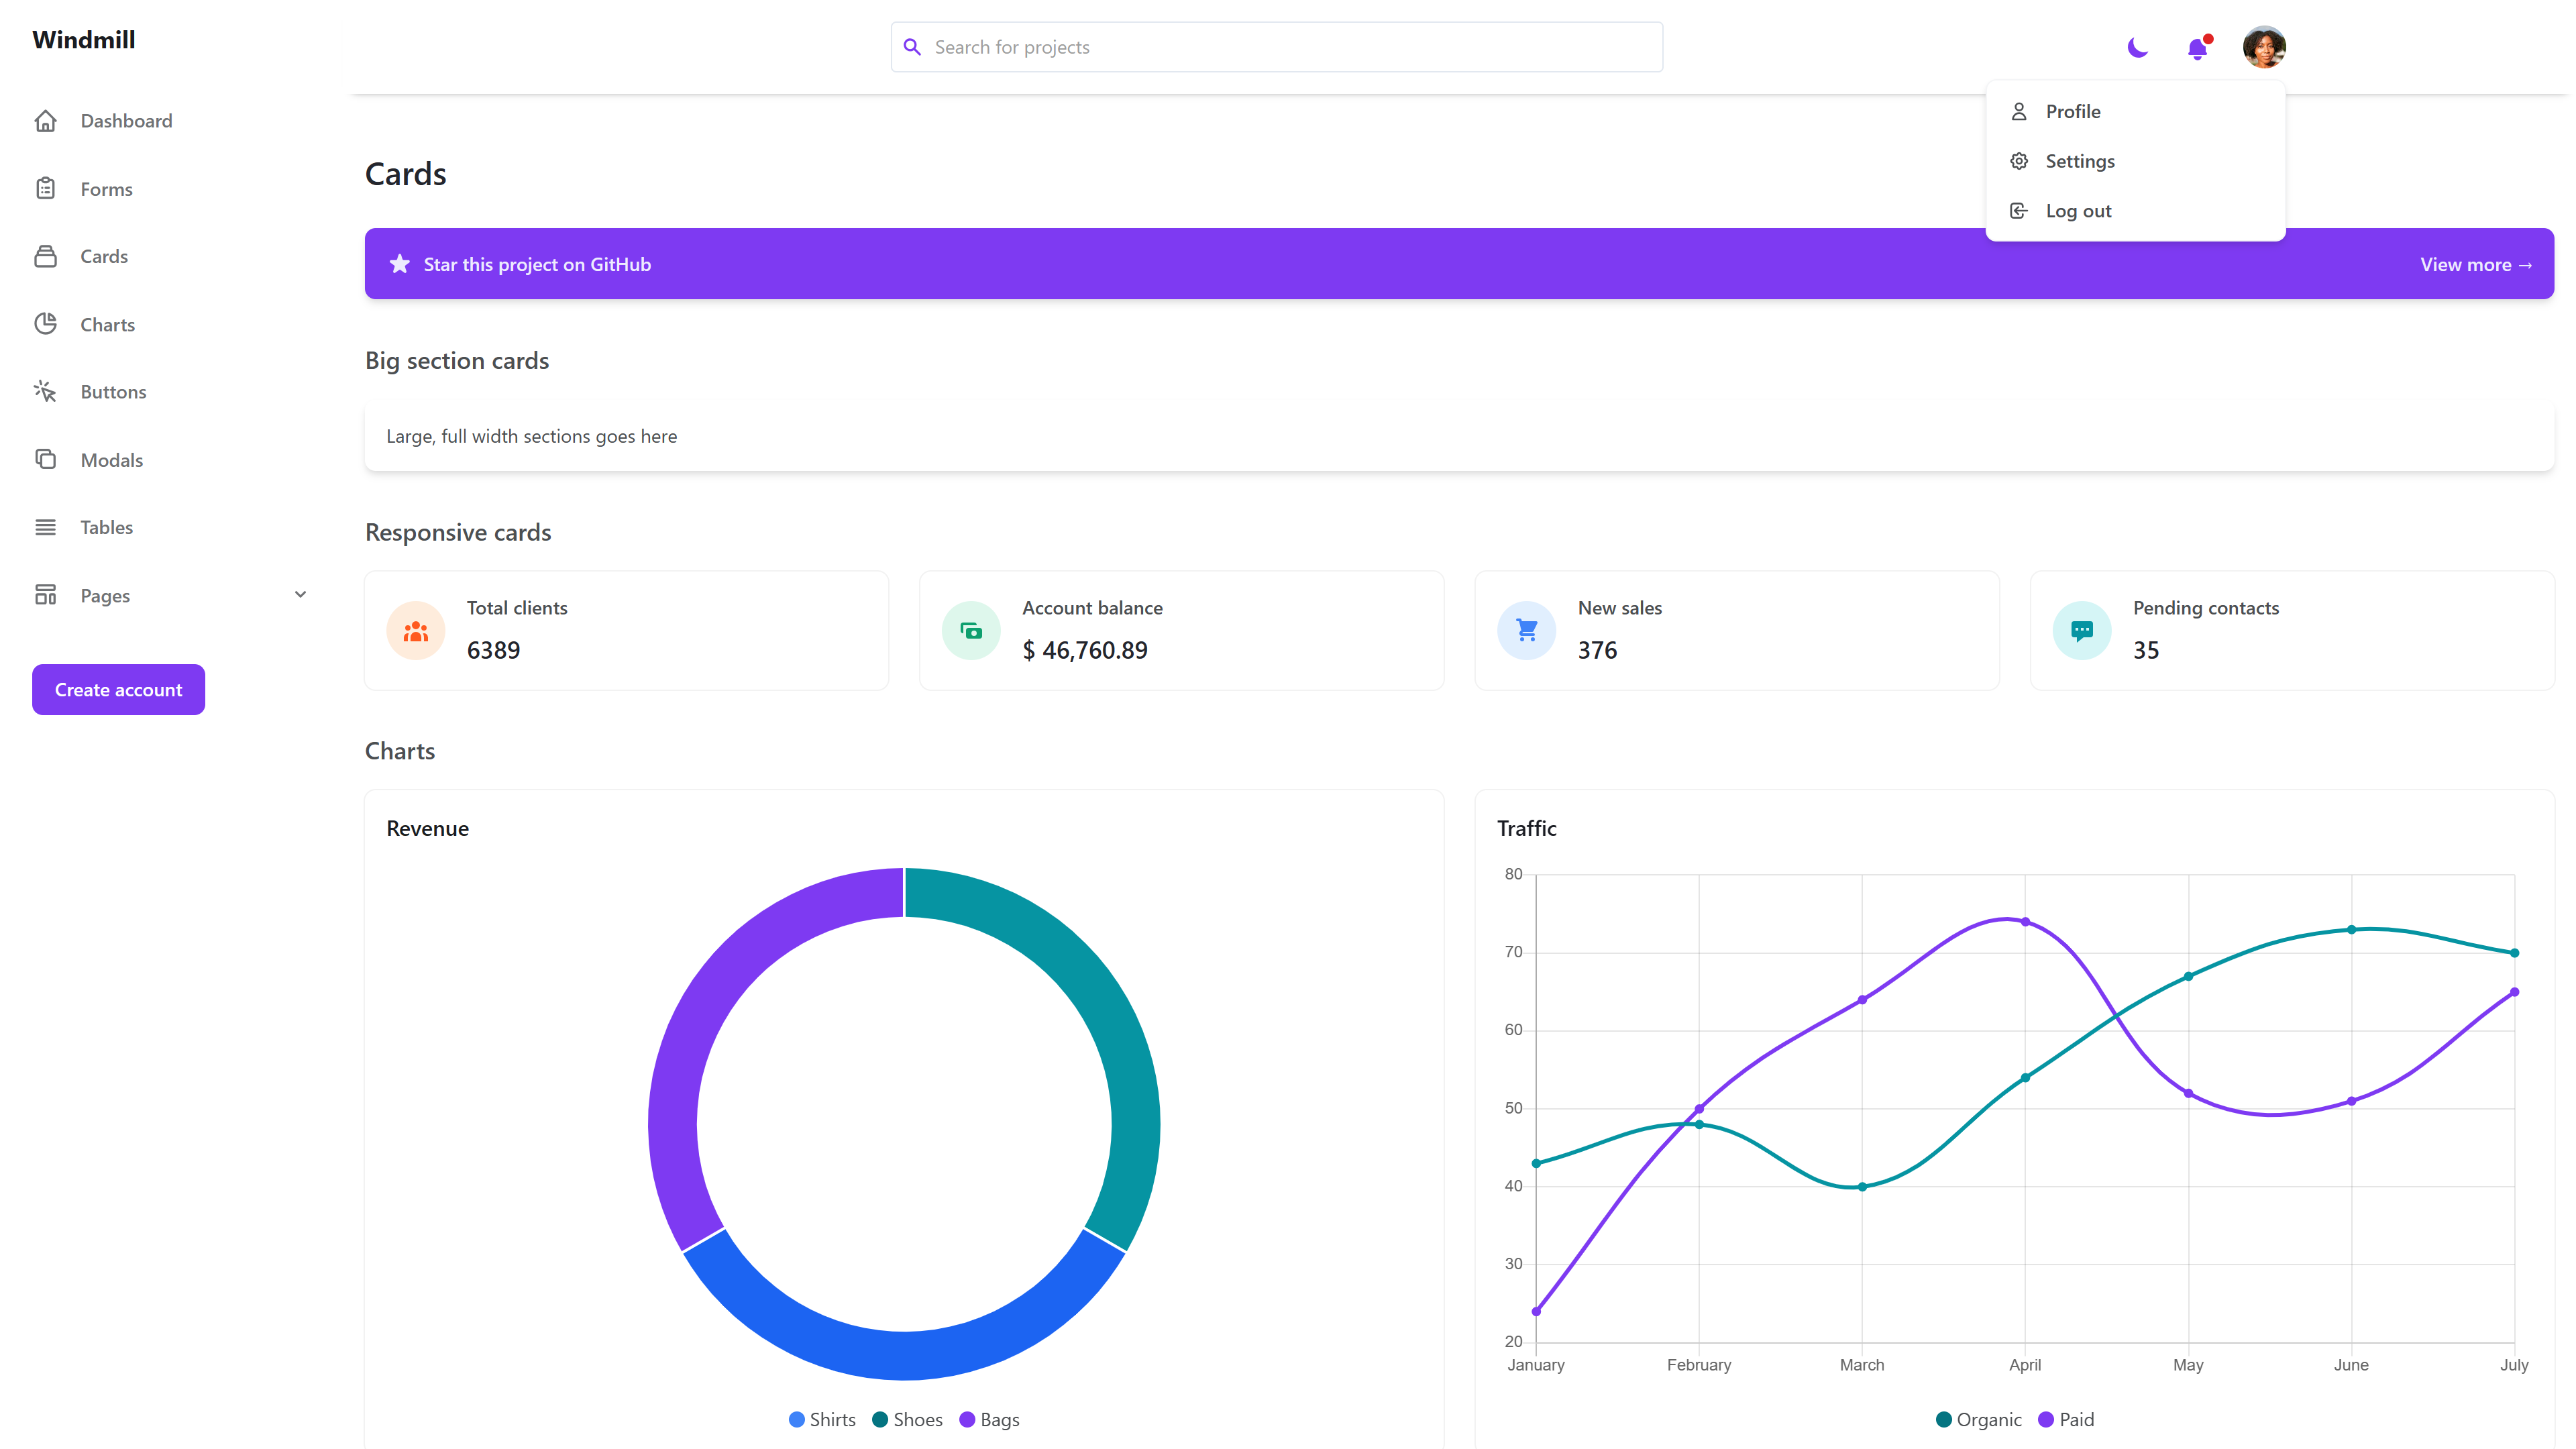 Windmill
Search for projects
Profile
Settings
Log out
Dashboard
Forms
Cards
Charts
Buttons
Modals
Tables
Pages
Create account
Cards
Star this project on GitHub
View more →
Big section cards
Large, full width sections goes here
Responsive cards
Total clients
6389
Account balance
$ 46,760.89
New sales
376
Pending contacts
35
Charts
Revenue
Shirts Shoes Bags
Traffic
80
70
60
50
40
30
20
January February March April May June July
Organic Paid